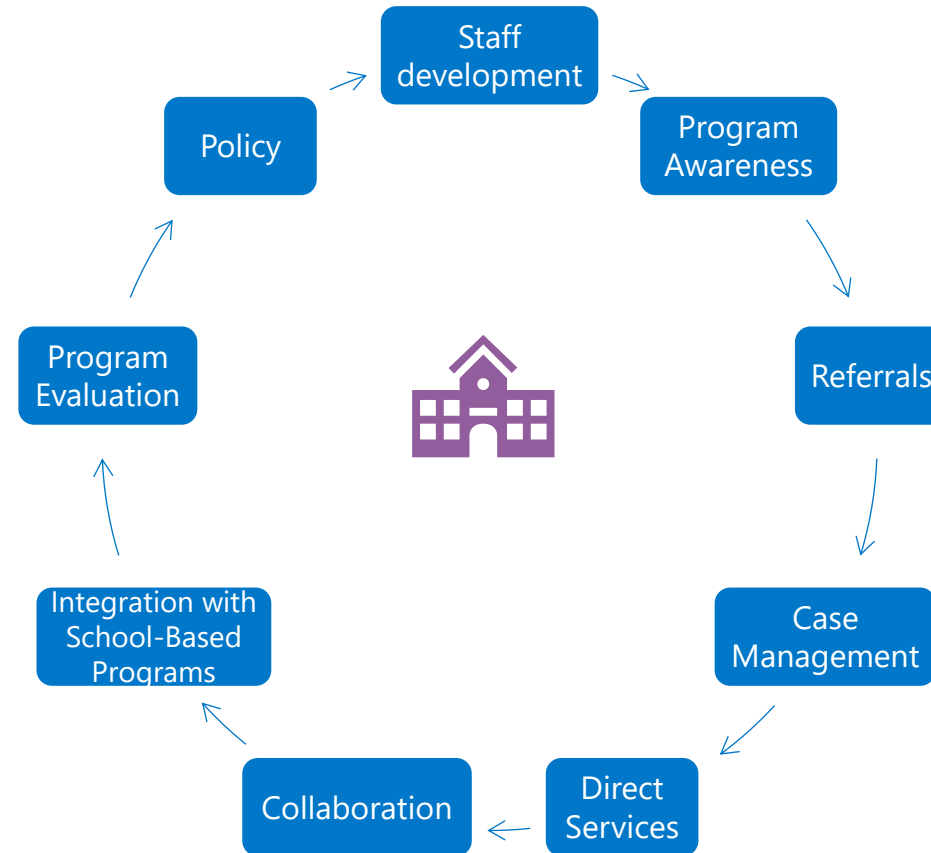 Staff
development
Program
Awareness
Referrals
Case
Management
Direct
Services
Collaboration
Integration with
School-Based
Programs
Program
Evaluation
Policy